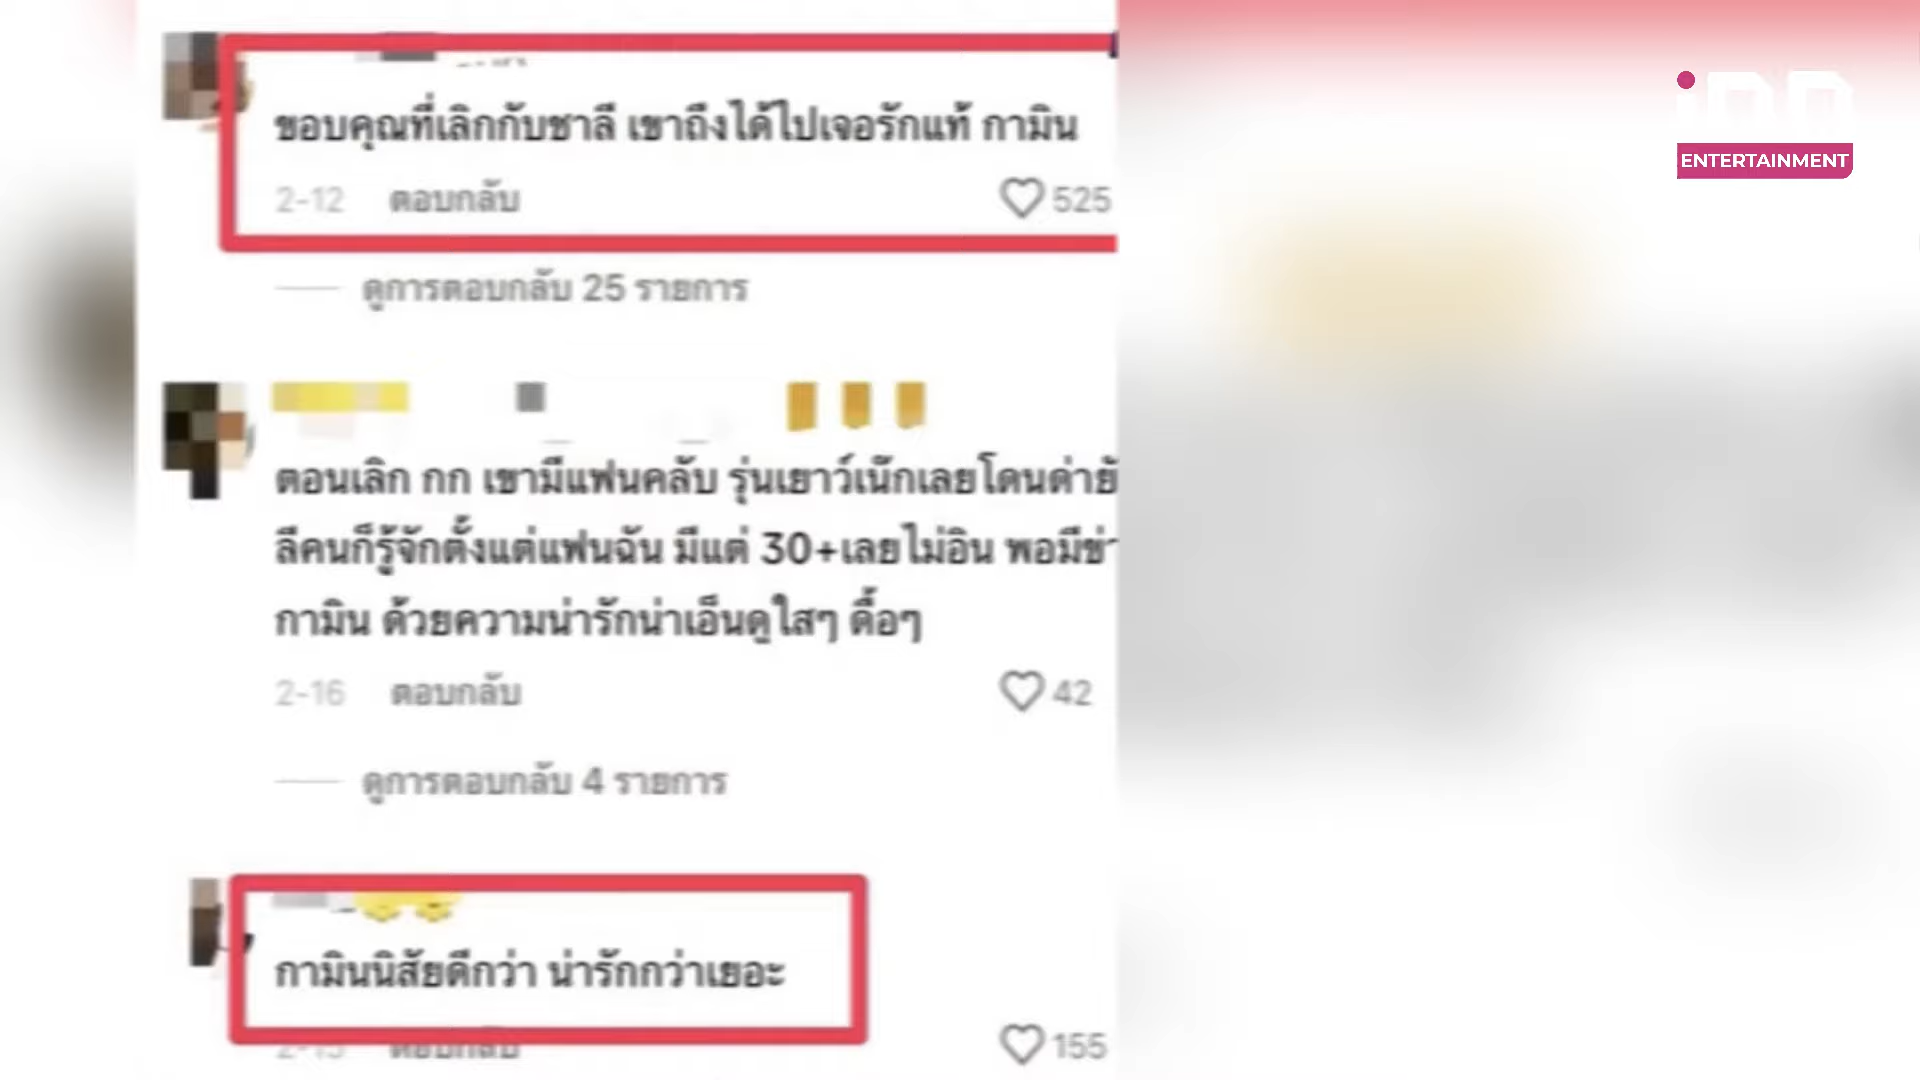 ขอบคุณที่เลิกกับชาลี เขาถึงได้ไปเจอรักแท้ กามิน
2-12 ตอบกลับ 525
ดูการตอบกลับ 25 รายการ
ตอนเลิก กก เขามีแฟนคลับ รุ่นเยาว์เน๊กเลยโดนด่ายั
ลีคนก็รู้จักตั้งแต่แฟนฉัน มีแต่ 30+เลยไม่อิน พอมีข่
กามิน ด้วยความน่ารักน่าเอ็นดูใสๆ ดื้อๆ
2-16 ตอบกลับ 42
ดูการตอบกลับ 4 รายการ
กามินนิสัยดีกว่า น่ารักกว่าเยอะ
ตอบกลับ 155
ENTERTAINMENT